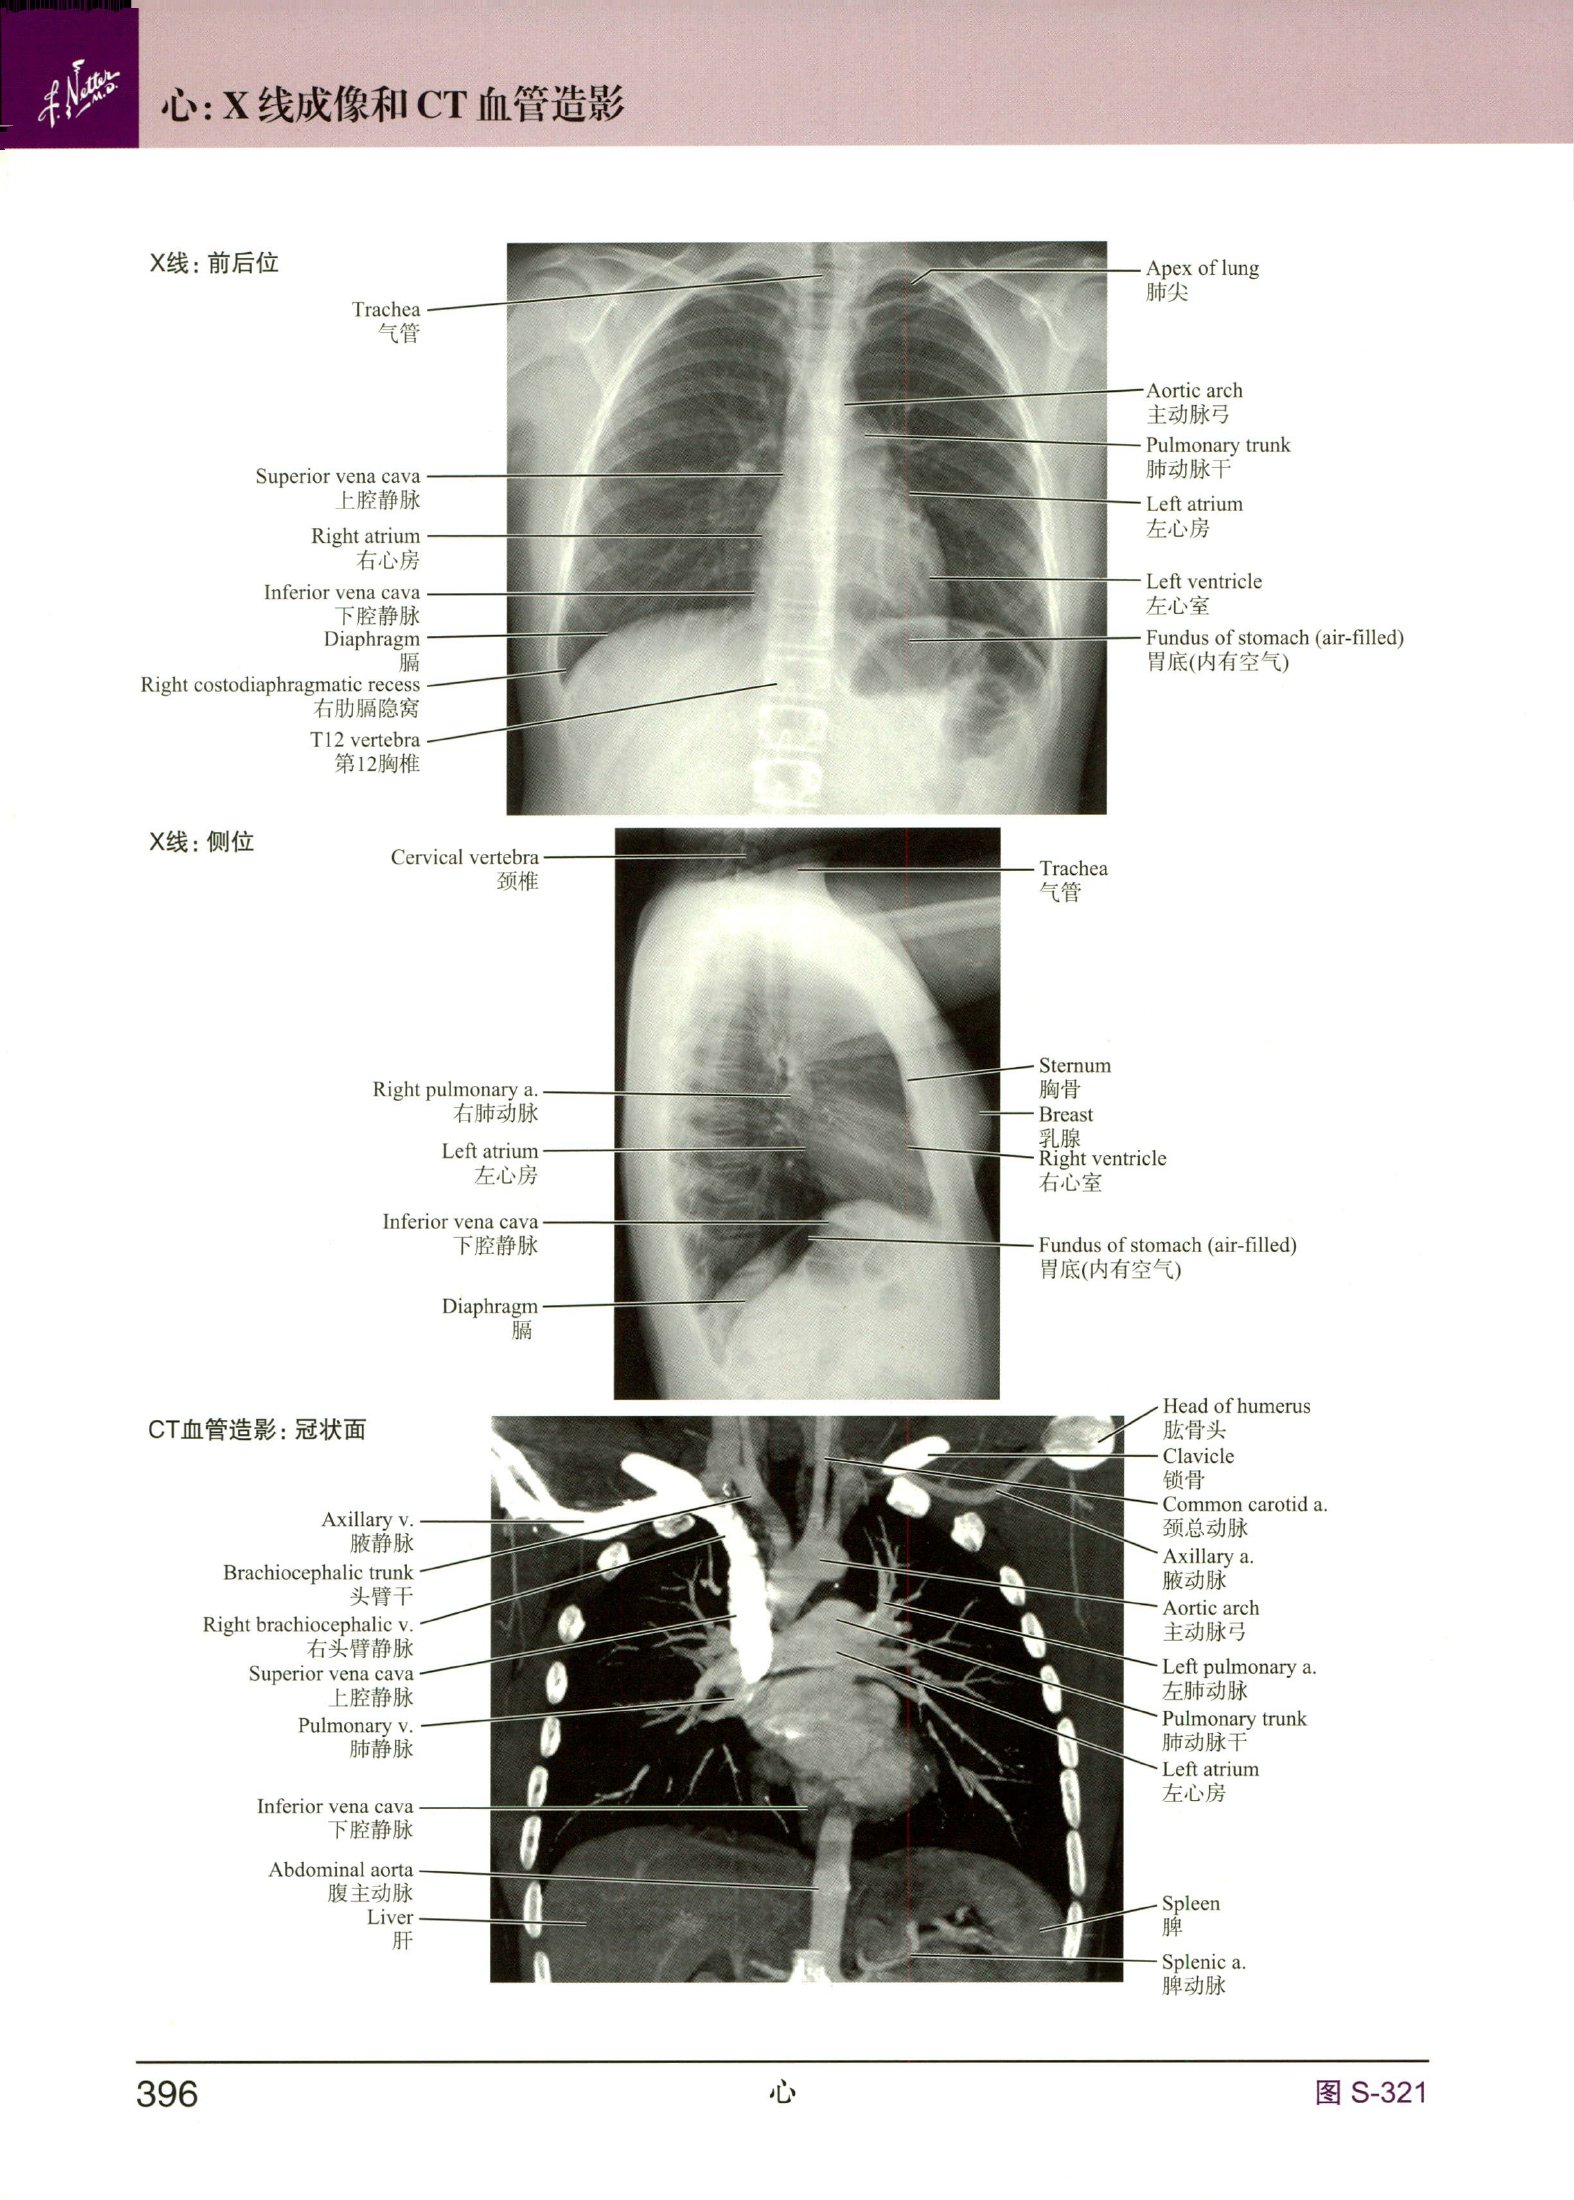 F. Netter M.D.
心：X 线成像和 CT 血管造影
X线：前后位
Trachea
气管
Superior vena cava
上腔静脉
Right atrium
右心房
Inferior vena cava
下腔静脉
Diaphragm
膈
Right costodiaphragmatic recess
右肋膈隐窝
T12 vertebra
第12胸椎
Apex of lung
肺尖
Aortic arch
主动脉弓
Pulmonary trunk
肺动脉干
Left atrium
左心房
Left ventricle
左心室
Fundus of stomach (air-filled)
胃底(内有空气)
X线：侧位
Cervical vertebra
颈椎
Right pulmonary a.
右肺动脉
Left atrium
左心房
Inferior vena cava
下腔静脉
Diaphragm
膈
Trachea
气管
Sternum
胸骨
Breast
乳腺
Right ventricle
右心室
Fundus of stomach (air-filled)
胃底(内有空气)
CT血管造影：冠状面
Axillary v.
腋静脉
Brachiocephalic trunk
头臂干
Right brachiocephalic v.
右头臂静脉
Superior vena cava
上腔静脉
Pulmonary v.
肺静脉
Inferior vena cava
下腔静脉
Abdominal aorta
腹主动脉
Liver
肝
Head of humerus
肱骨头
Clavicle
锁骨
Common carotid a.
颈总动脉
Axillary a.
腋动脉
Aortic arch
主动脉弓
Left pulmonary a.
左肺动脉
Pulmonary trunk
肺动脉干
Left atrium
左心房
Spleen
脾
Splenic a.
脾动脉
396
心
图 S-321